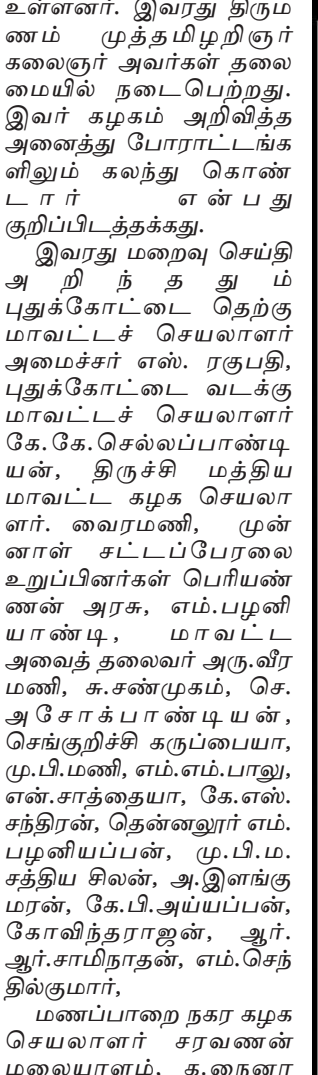 உள்ளனர். இவரது திரும
ணம் முத்தமிழறிஞர்
கலைஞர் அவர்கள் தலை
மையில் நடைபெற்றது.
இவர் கழகம் அறிவித்த
அனைத்து போராட்டங்க
ளிலும் கலந்து கொண்
டார் என்பது
குறிப்பிடத்தக்கது.
இவரது மறைவு செய்தி
அறிந்ததும்
புதுக்கோட்டை தெற்கு
மாவட்டச் செயலாளர்
அமைச்சர் எஸ். ரகுபதி,
புதுக்கோட்டை வடக்கு
மாவட்டச் செயலாளர்
கே.கே.செல்லப்பாண்டி
யன், திருச்சி மத்திய
மாவட்ட கழக செயலா
ளர். வைரமணி, முன்
னாள் சட்டப்பேரலை
உறுப்பினர்கள் பெரியண்
ணன் அரசு, எம்.பழனி
யாண்டி, மாவட்ட
அவைத் தலைவர் அரு.வீர
மணி, சு.சண்முகம், செ.
அசோக்பாண்டியன்,
செங்குறிச்சி கருப்பையா,
மு.பி.மணி, எம்.எம்.பாலு,
என்.சாத்தையா, கே.எஸ்.
சந்திரன், தென்னலூர் எம்.
பழனியப்பன், மு.பி.ம.
சத்திய சிலன், அ.இளங்கு
மரன், கே.பி.அய்யப்பன்,
கோவிந்தராஜன், ஆர்.
ஆர்.சாமிநாதன், எம்.செந்
தில்குமார்,
மணப்பாறை நகர கழக
செயலாளர் சரவணன்
மலையாளம், க.நைனா